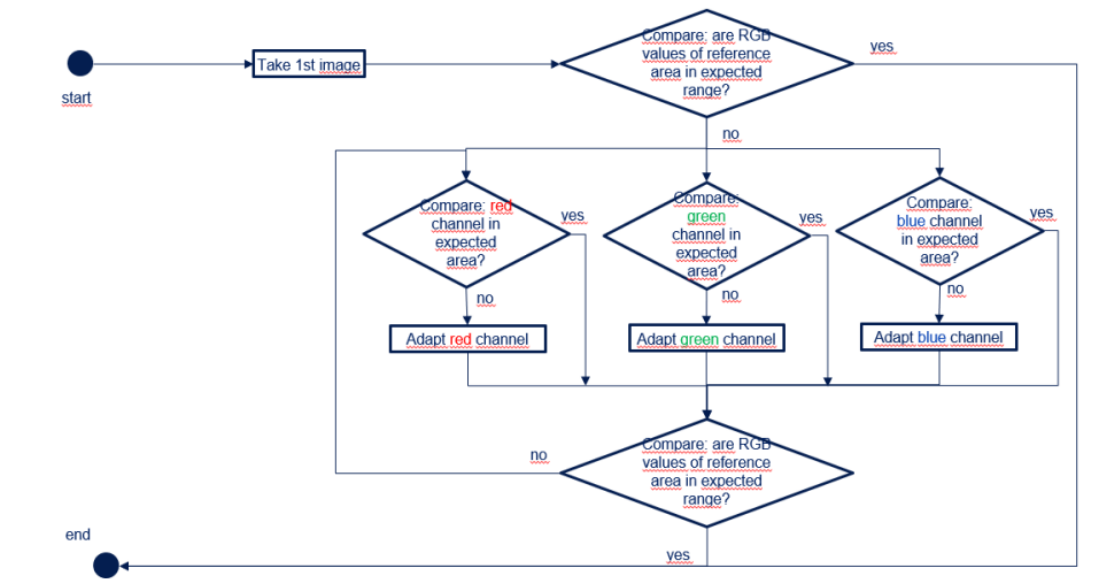 Compare: are RGB
values of reference
area in expected
range?
yes
Take 1st image
start
no
Compare: red
channel in
expected
area?
yes
Compare:
green
channel in
expected
area?
yes
Compare:
blue channel
in expected
area?
yes
no
no
no
Adapt red channel
Adapt green channel
Adapt blue channel
Compare: are RGB
values of reference
area in expected
range?
no
end
yes